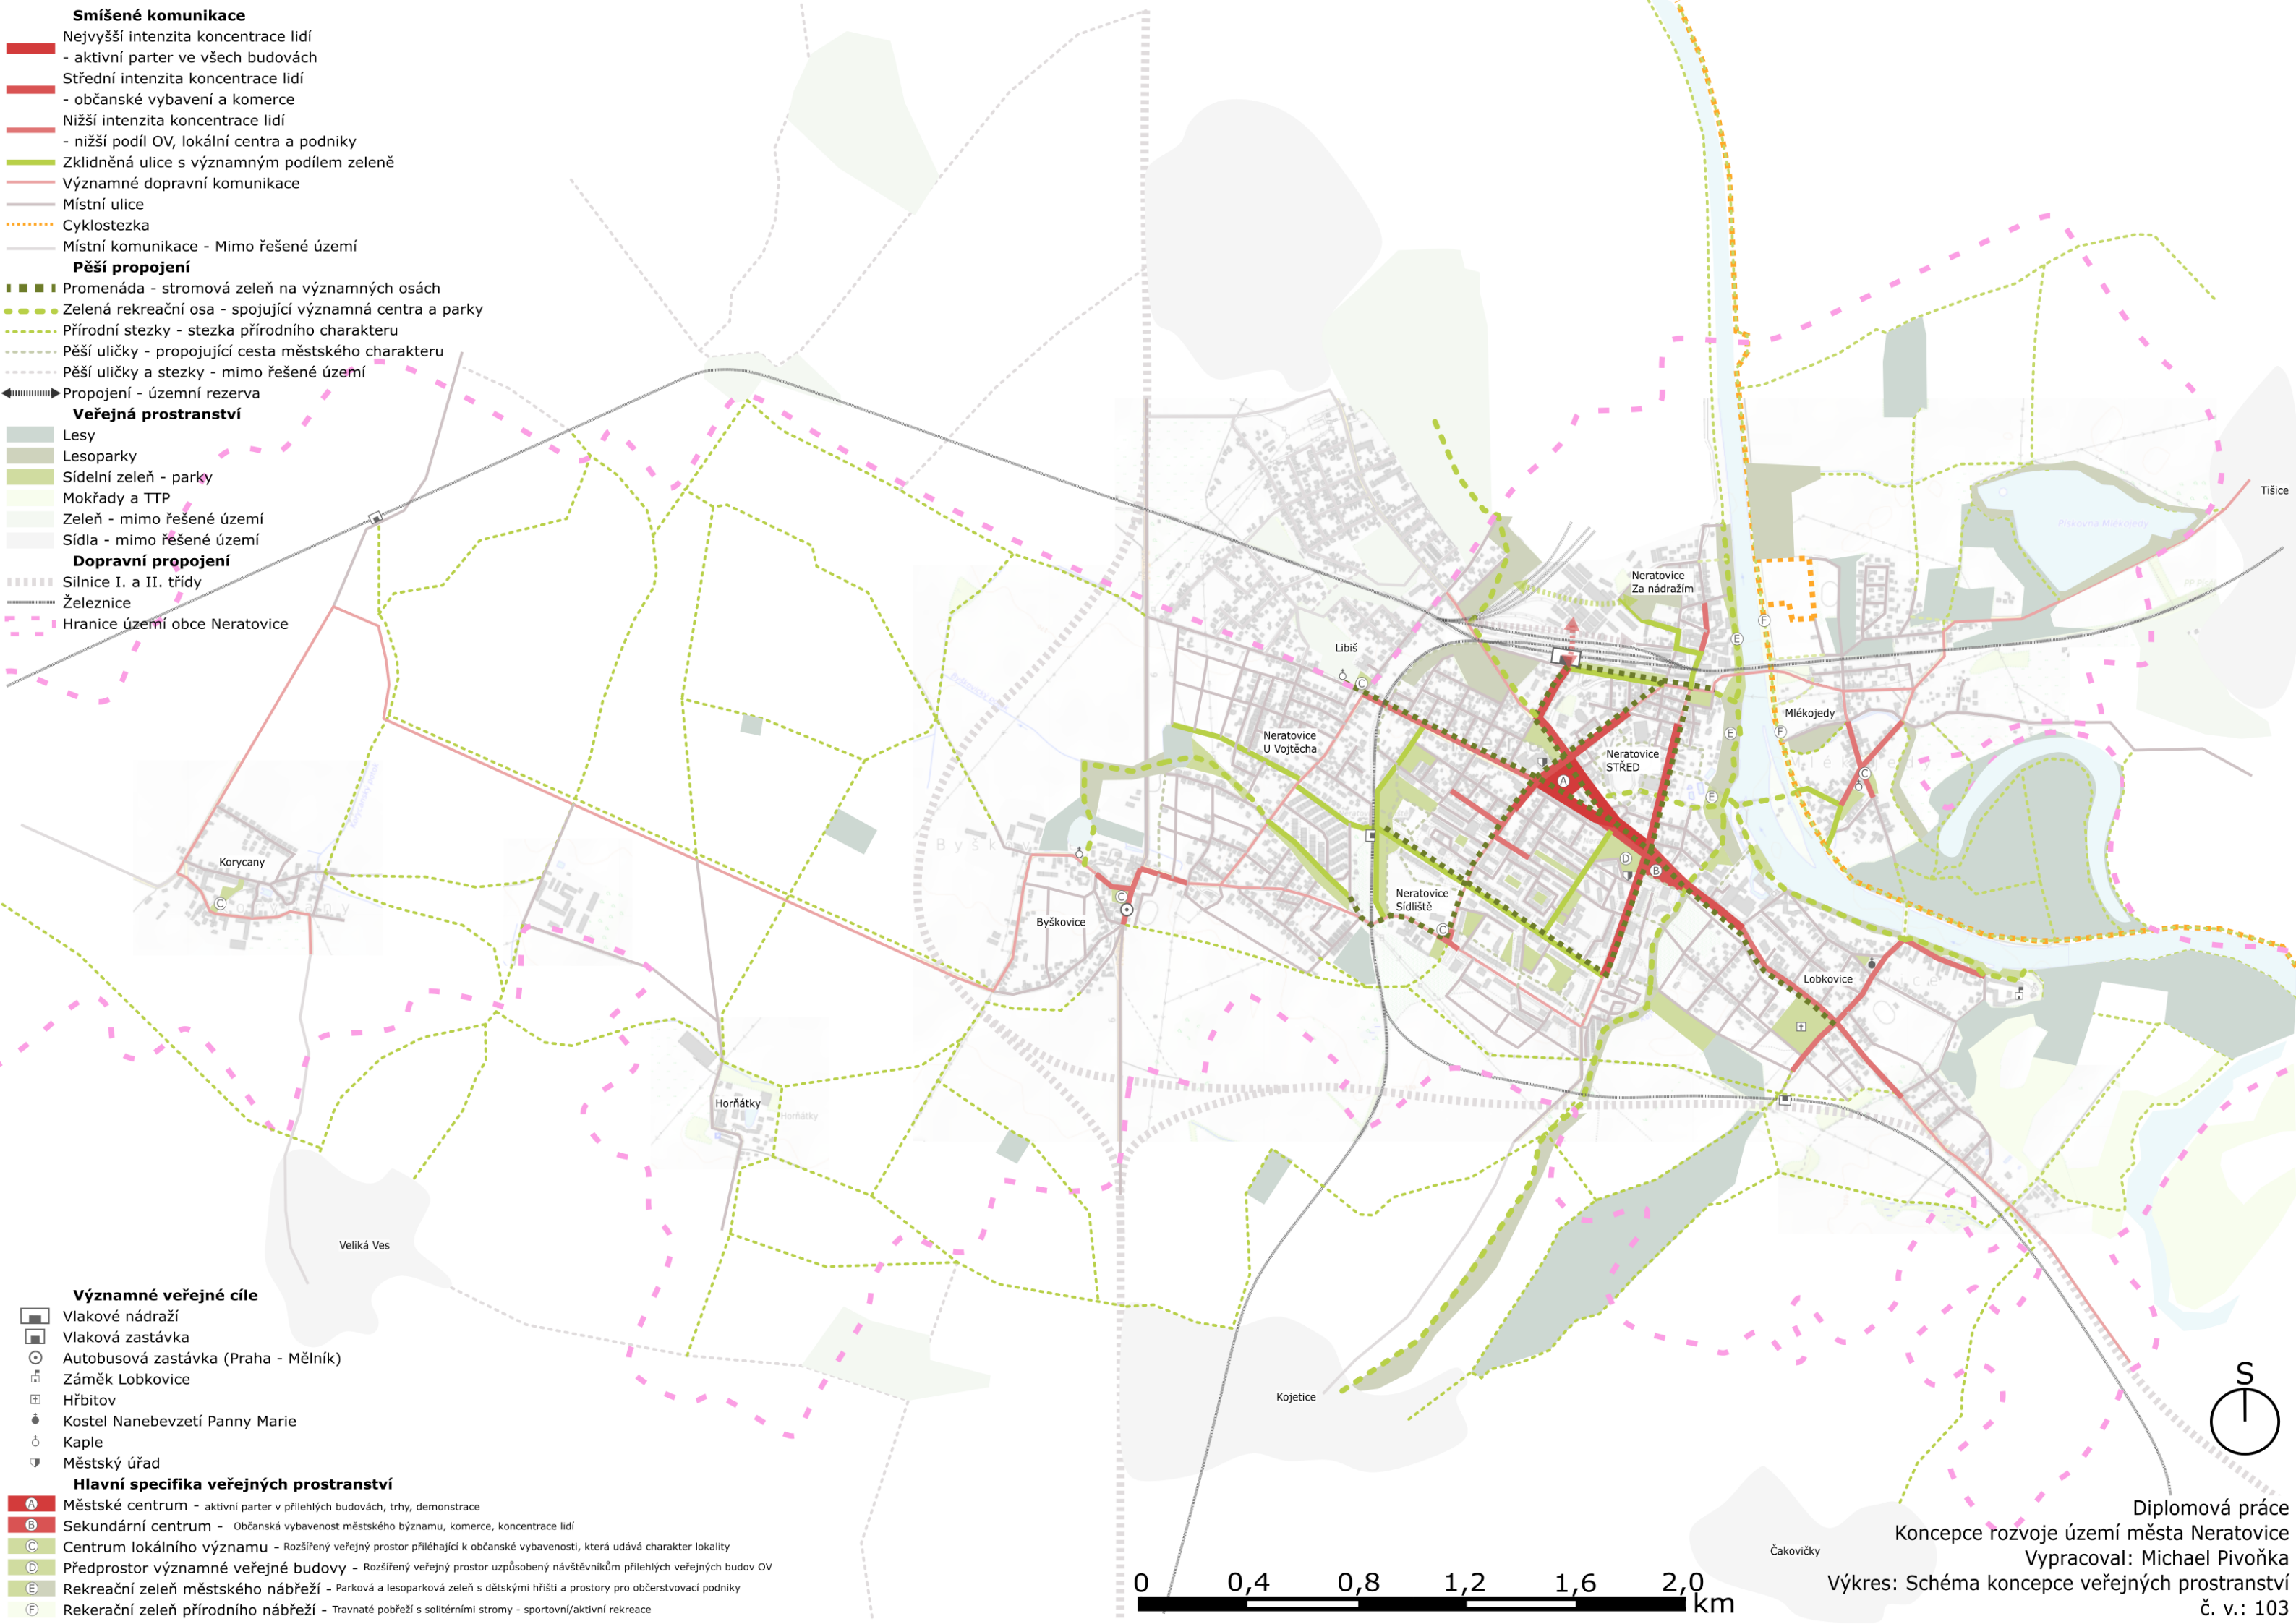 Smíšené komunikace
Nejvyšší intenzita koncentrace lidí
- aktivní parter ve všech budovách
Střední intenzita koncentrace lidí
- občanské vybavení a komerce
Nižší intenzita koncentrace lidí
- nižší podíl OV, lokální centra a podniky
Zklidněná ulice s významným podílem zeleně
Významné dopravní komunikace
Místní ulice
Cyklostezka
Místní komunikace - Mimo řešené území
Pěší propojení
Promenáda - stromová zeleň na významných osách
Zelená rekreační osa - spojující významná centra a parky
Přírodní stezky - stezka přírodního charakteru
Pěší uličky - propojující cesta městského charakteru
Pěší uličky a stezky - mimo řešené území
Propojení - územní rezerva
Veřejná prostranství
Lesy
Lesoparky
Sídelní zeleň - parky
Mokřady a TTP
Zeleň - mimo řešené území
Sídla - mimo řešené území
Dopravní propojení
Silnice I. a II. třídy
Železnice
Hranice území obce Neratovice
Tišice
Piskovna Mlékojedy
Neratovice
Za nádražím
E
F
Libiš
C
Neratovice
U Vojtěcha
Mlékojedy
E
F
Neratovice
STŘED
Mlékojedy
A
C
E
Korycany
C
Korycany
Byškovice
D
B
Neratovice
Sídliště
C
Byškovice
C
Lobkovice
Horňátky
Horňátky
Veliká Ves
Kojetice
Čakovičky
Významné veřejné cíle
Vlakové nádraží
Vlaková zastávka
Autobusová zastávka (Praha - Mělník)
Záměk Lobkovice
Hřbitov
Kostel Nanebevzetí Panny Marie
Kaple
Městský úřad
Hlavní specifika veřejných prostranství
A Městské centrum - aktivní parter v přilehlých budovách, trhy, demonstrace
B Sekundární centrum - Občanská vybavenost městského býznamu, komerce, koncentrace lidí
C Centrum lokálního významu - Rozšířený veřejný prostor přiléhající k občanské vybavenosti, která udává charakter lokality
D Předprostor významné veřejné budovy - Rozšířený veřejný prostor uzpůsobený návštěvníkům přilehlých veřejných budov OV
E Rekreační zeleň městského nábřeží - Parková a lesoparková zeleň s dětskými hřišti a prostory pro občerstvovací podniky
F Rekerační zeleň přírodního nábřeží - Travnaté pobřeží s solitérními stromy - sportovní/aktivní rekreace
0 0,4 0,8 1,2 1,6 2,0 km
S
Diplomová práce
Koncepce rozvoje území města Neratovice
Vypracoval: Michael Pivoňka
Výkres: Schéma koncepce veřejných prostranství
č. v.: 103